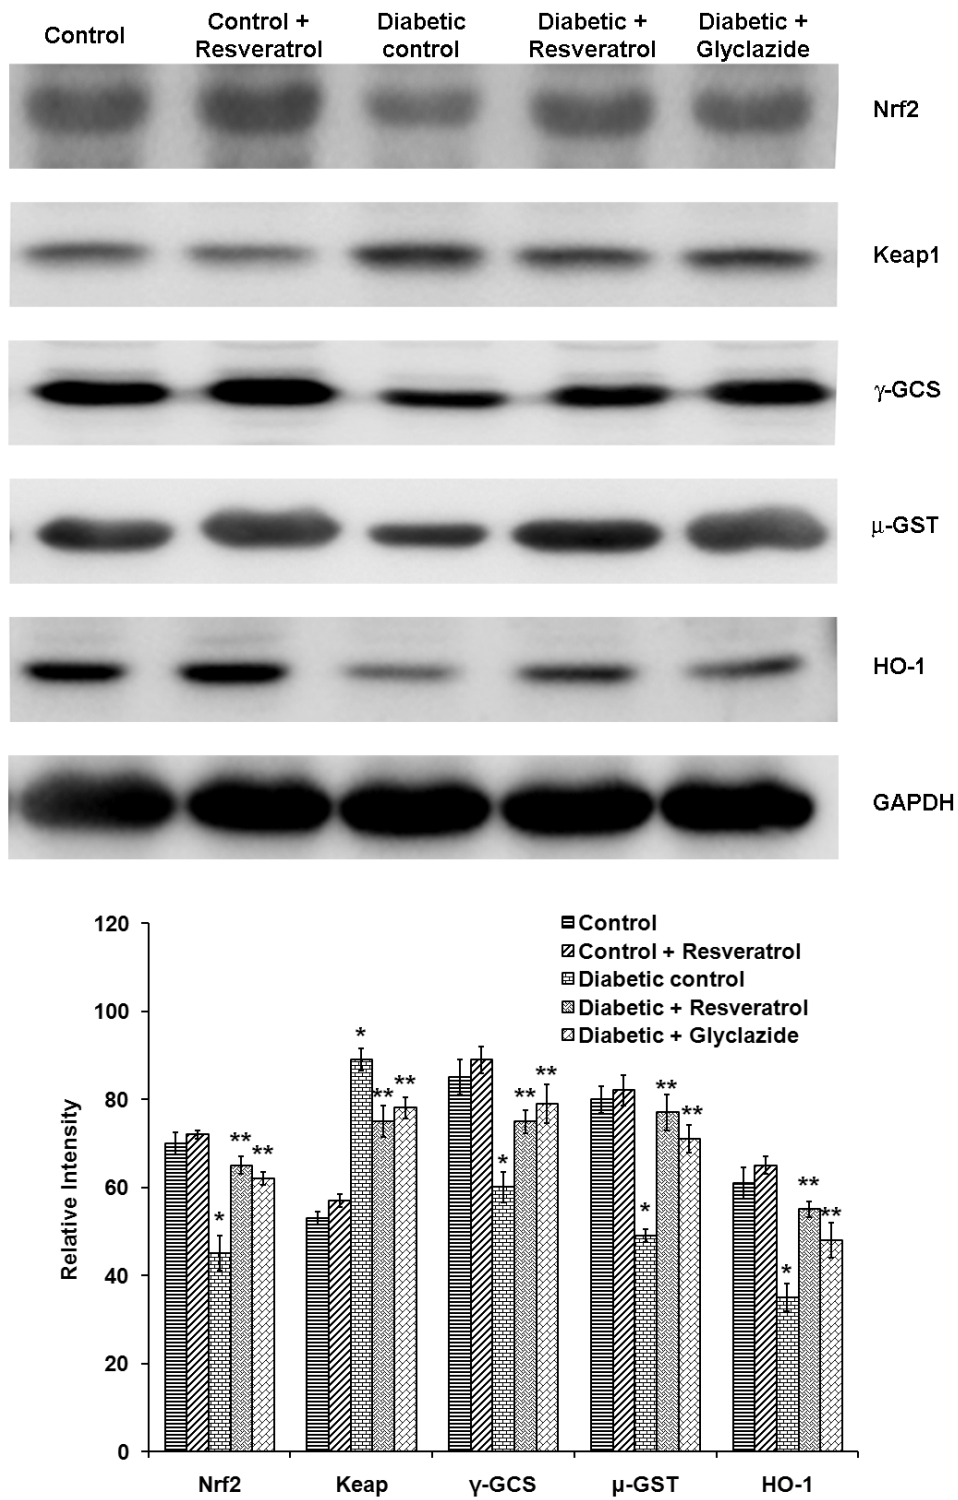 Control
Control +
Resveratrol
Diabetic
control
Diabetic +
Resveratrol
Diabetic +
Glyclazide
Nrf2
Keap1
γ-GCS
μ-GST
HO-1
GAPDH
120
100
80
60
40
20
0
Relative Intensity
Control
Control + Resveratrol
Diabetic control
Diabetic + Resveratrol
Diabetic + Glyclazide
* ** **
* ** **
* ** **
* ** **
* ** **
Nrf2
Keap
γ-GCS
μ-GST
HO-1